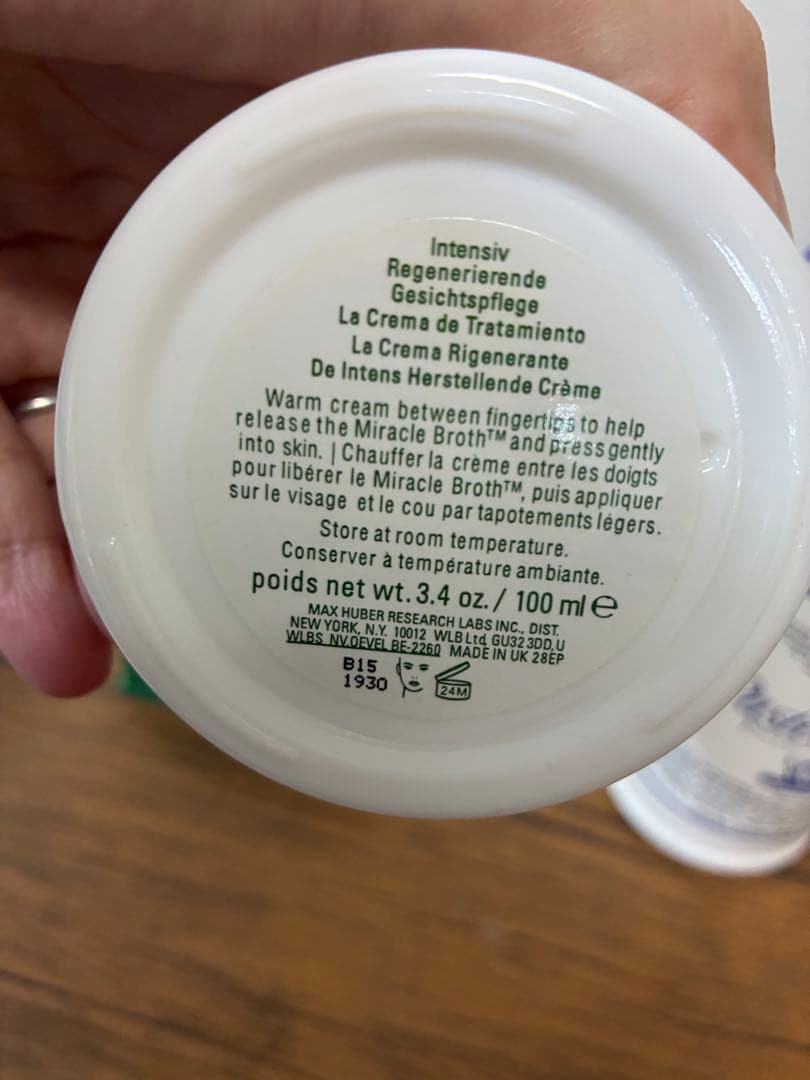 Intensiv
Regenerierende
Gesichtspflege
La Crema de Tratamiento
La Crema Rigenerante
De Intens Herstellende Crème
Warm cream between fingertips to help
release the Miracle Broth™ and press gently
into skin. | Chauffer la crème entre les doigts
pour libérer le Miracle Broth™, puis appliquer
sur le visage et le cou par tapotements légers.
Store at room temperature.
Conserver à température ambiante.
poids net wt. 3.4 oz. / 100 ml ℮
MAX HUBER RESEARCH LABS INC., DIST.
NEW YORK, N.Y. 10012 WLB Ltd GU32 3DD, U
WLBS NV, OEVEL BE-2260 MADE IN UK 28EP
B15
1930
24M